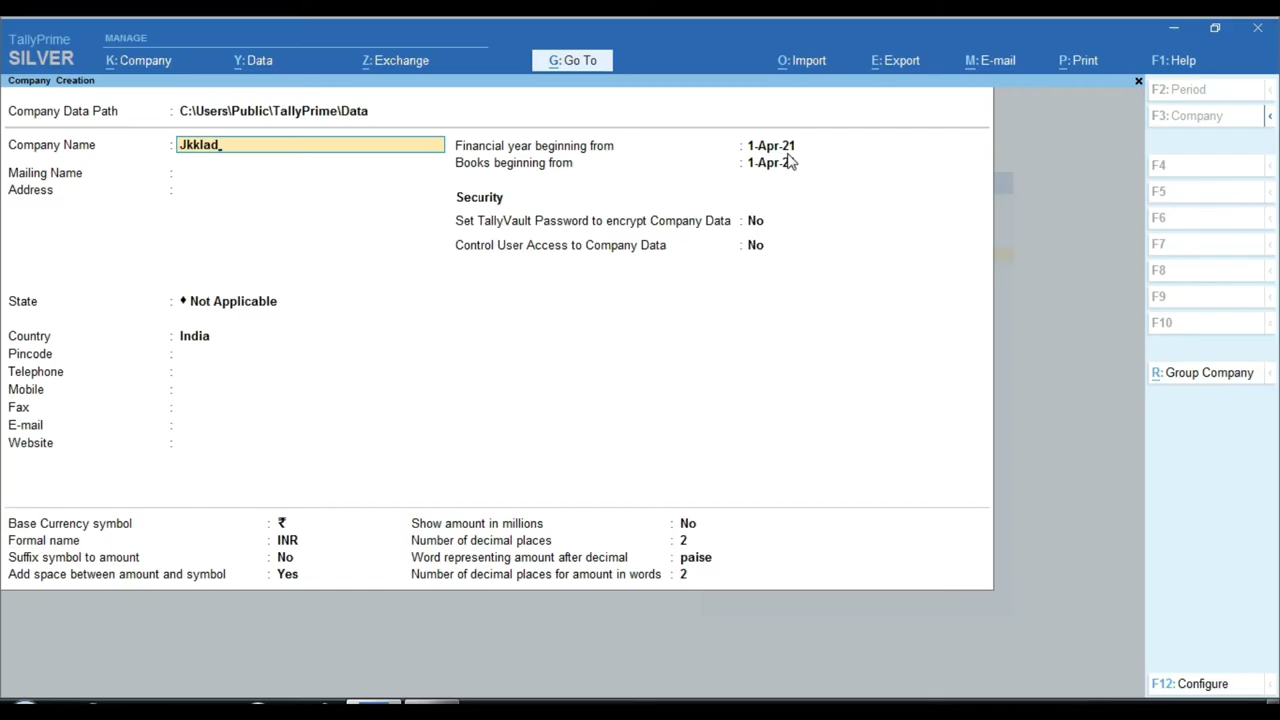 TallyPrime
SILVER
MANAGE
K: Company
Y: Data
Z: Exchange
G: Go To
O: Import
E: Export
M: E-mail
P: Print
F1: Help
Company Creation
Company Data Path : C:\Users\Public\TallyPrime\Data
Company Name : Jkklad_
Financial year beginning from : 1-Apr-21
Mailing Name :
Books beginning from :
Address :
Security
Set TallyVault Password to encrypt Company Data : No
Control User Access to Company Data : No
State : ♦ Not Applicable
Country : India
Pincode :
Telephone :
Mobile :
Fax :
E-mail :
Website :
Base Currency symbol : ₹
Formal name : INR
Suffix symbol to amount : No
Add space between amount and symbol : Yes
Show amount in millions : No
Number of decimal places : 2
Word representing amount after decimal : paise
Number of decimal places for amount in words : 2
F2: Period
F3: Company
F4
F5
F6
F7
F8
F9
F10
R: Group Company
F12: Configure